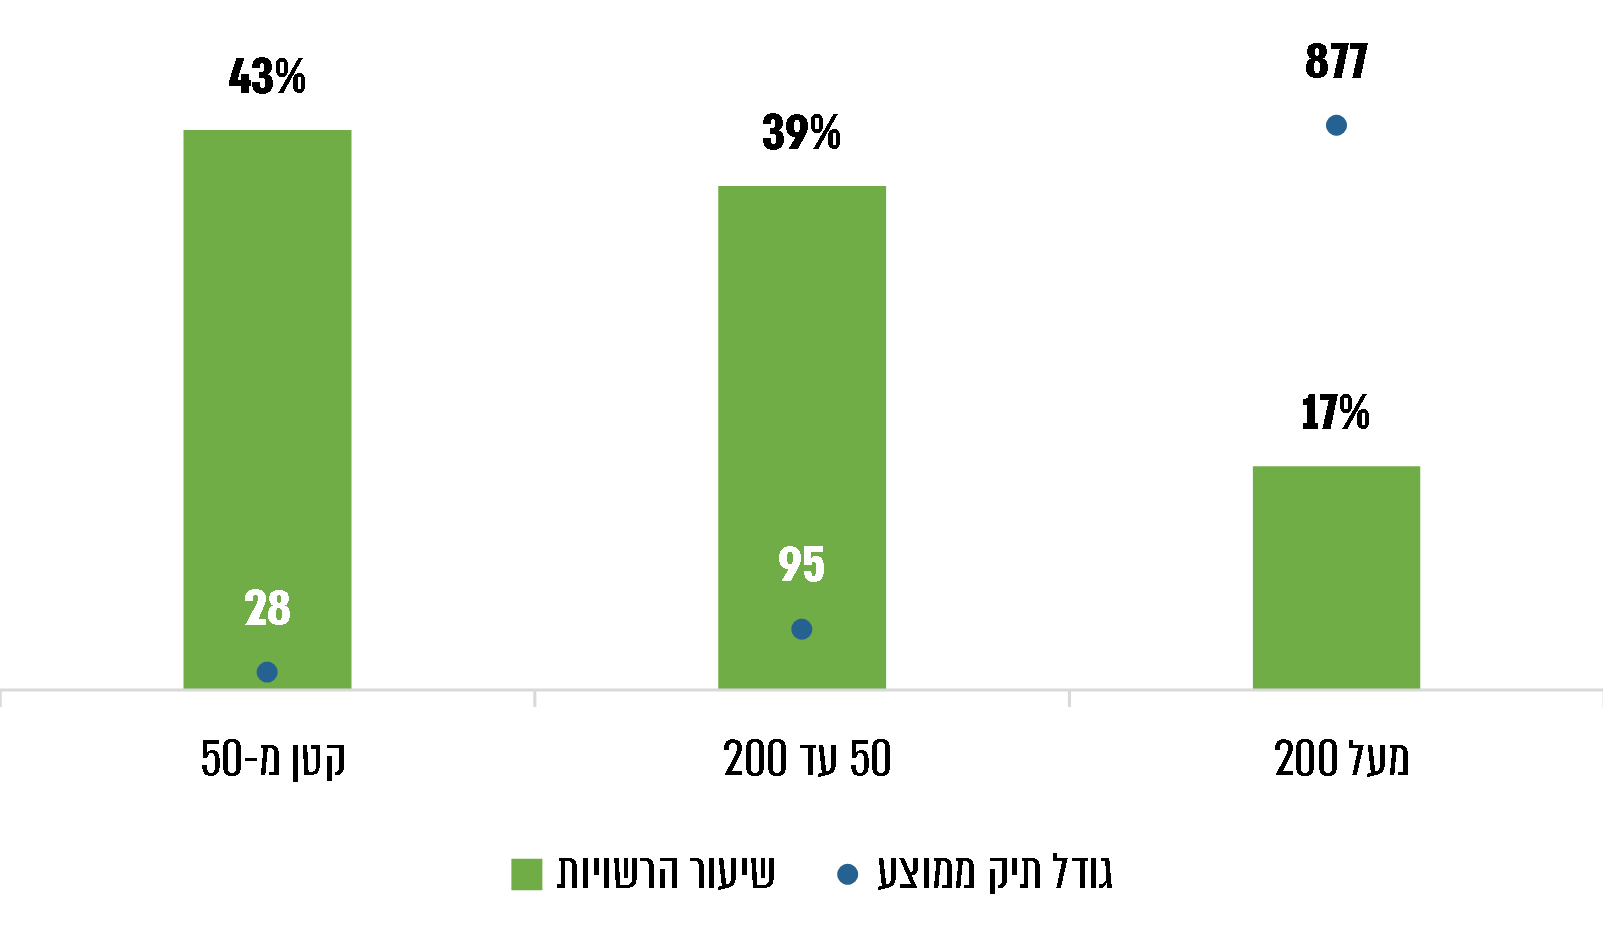 43%
39%
877
17%
28
95
קטן מ-50
50 עד 200
מעל 200
שיעור הרשויות
גודל תיק ממוצע